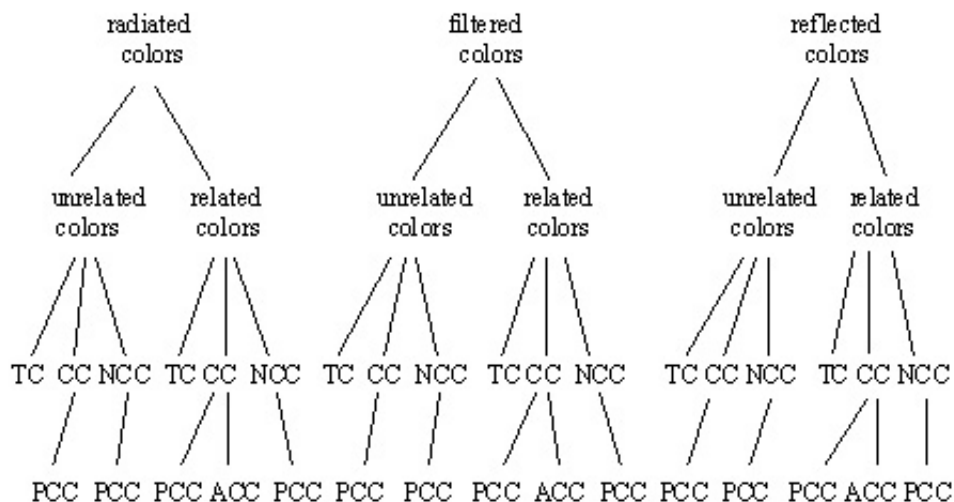 radiated filtered reflected
colors colors colors
unrelated related unrelated related unrelated related
colors colors colors colors colors colors
TC CC NCC TC CC NCC TC CC NCC TC CC NCC TC CC NCC TC CC NCC
PCC PCC PCC ACC PCC PCC PCC PCC ACC PCC PCC PCC PCC ACC PCC